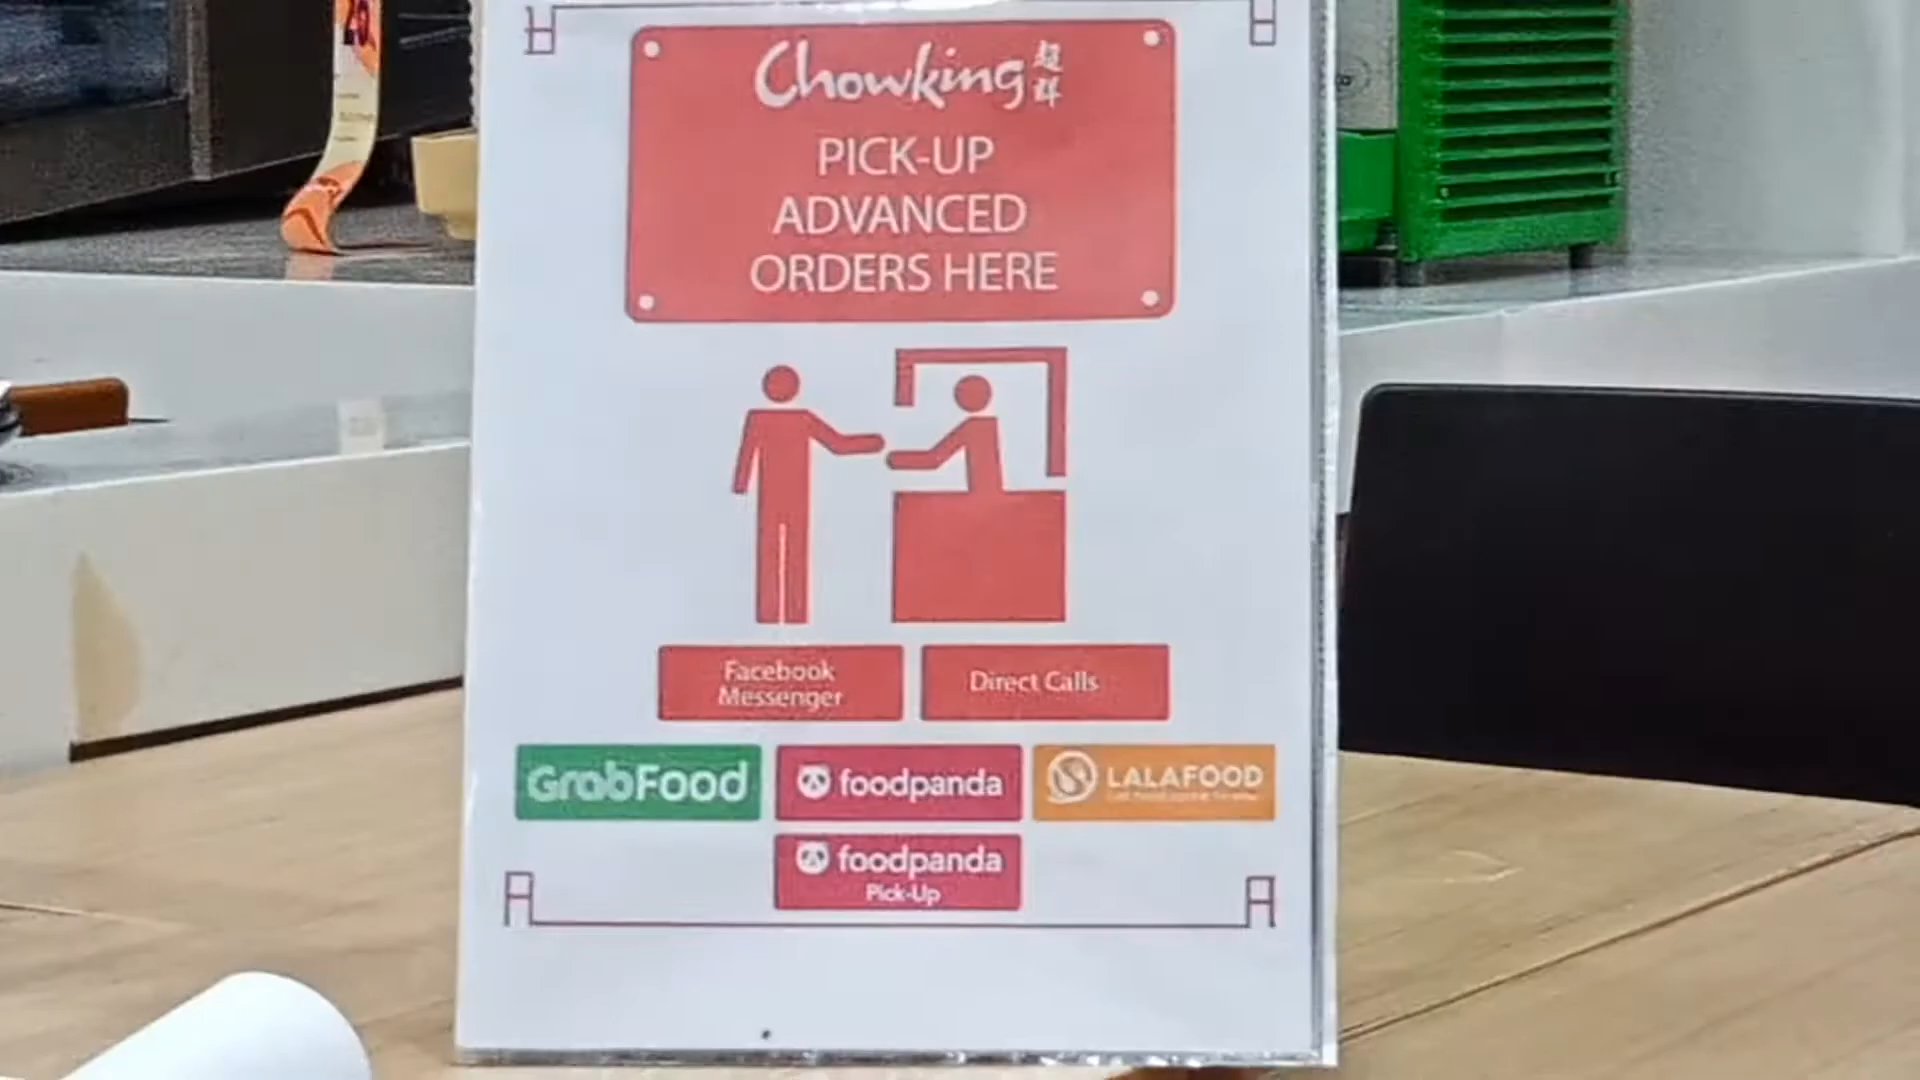 Chowking 超群
PICK-UP
ADVANCED
ORDERS HERE
Facebook
Messenger
Direct Calls
GrabFood
foodpanda
LALAFOOD
foodpanda
Pick-Up